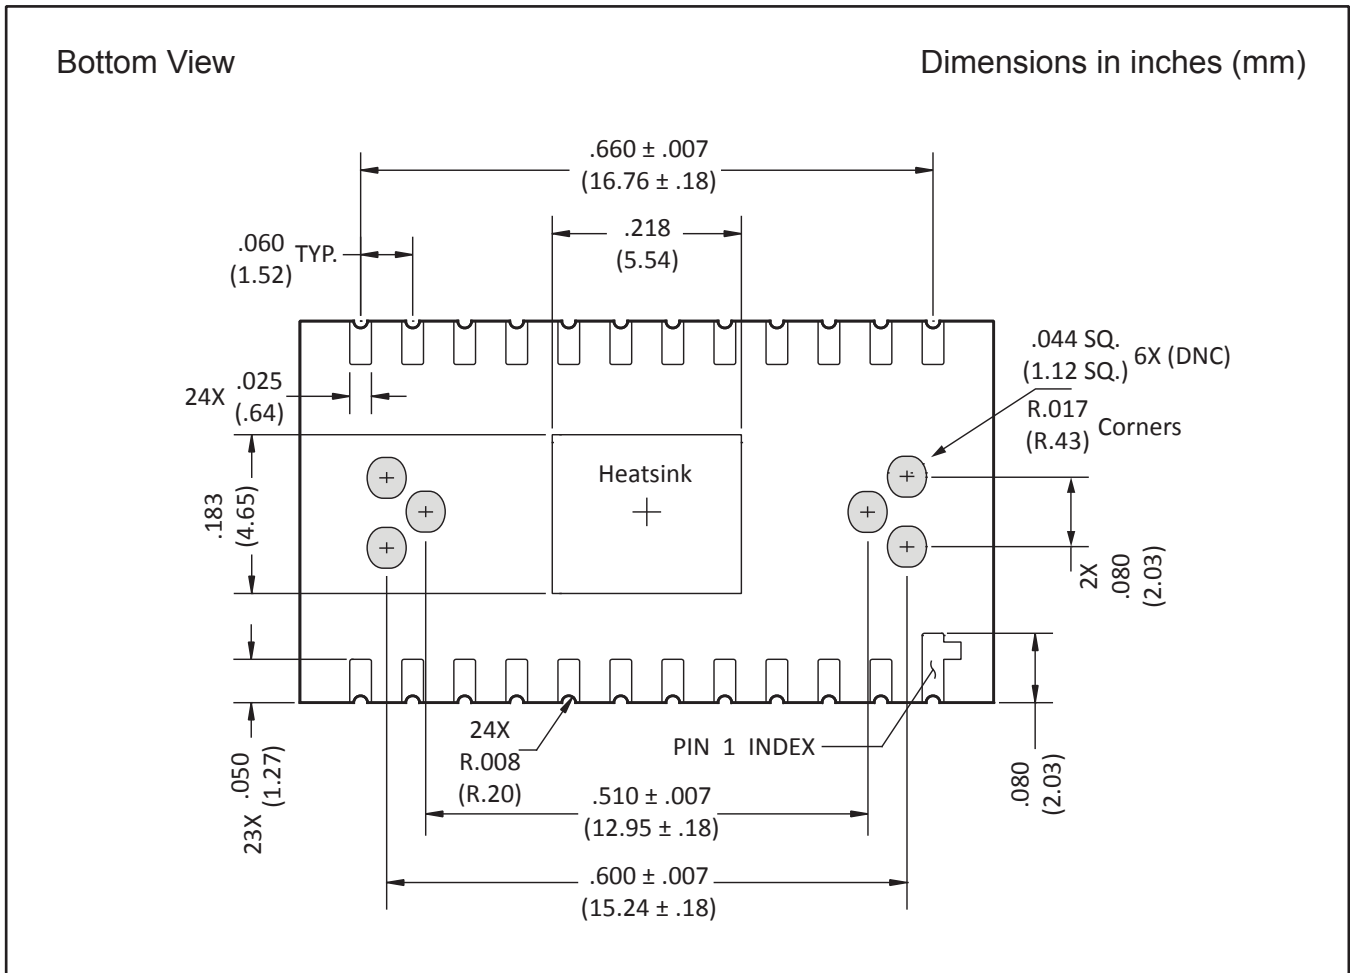 Bottom View
Dimensions in inches (mm)
.660 ± .007
(16.76 ± .18)
.218
(5.54)
.060
(1.52)
TYP.
.044 SQ.
(1.12 SQ.)
6X (DNC)
R.017
(R.43)
Corners
24X
.025
(.64)
Heatsink
.183
(4.65)
2X
.080
(2.03)
24X
R.008
(R.20)
PIN 1 INDEX
23X
.050
(1.27)
.080
(2.03)
.510 ± .007
(12.95 ± .18)
.600 ± .007
(15.24 ± .18)